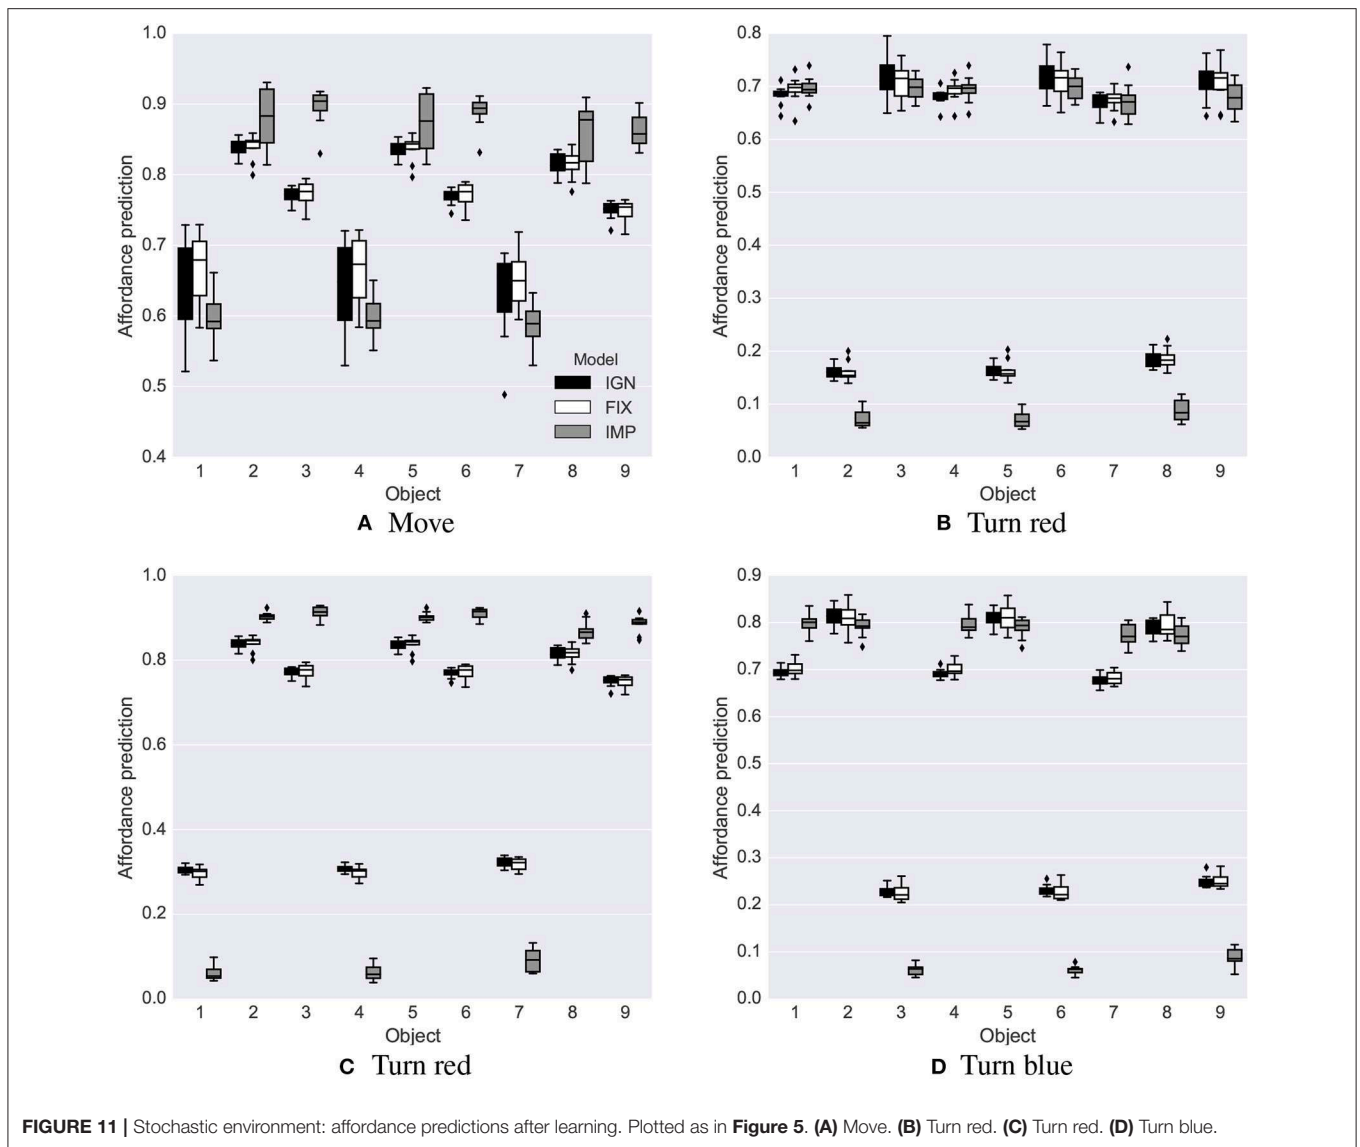 1.0
0.9
0.8
0.7
0.6
0.5
0.4
Affordance prediction
1 2 3 4 5 6 7 8 9
Object
Model
IGN
FIX
IMP
A Move
0.8
0.7
0.6
0.5
0.4
0.3
0.2
0.1
0.0
Affordance prediction
1 2 3 4 5 6 7 8 9
Object
B Turn red
1.0
0.8
0.6
0.4
0.2
0.0
Affordance prediction
1 2 3 4 5 6 7 8 9
Object
C Turn red
0.9
0.8
0.7
0.6
0.5
0.4
0.3
0.2
0.1
0.0
Affordance prediction
1 2 3 4 5 6 7 8 9
Object
D Turn blue
FIGURE 11 | Stochastic environment: affordance predictions after learning. Plotted as in Figure 5. (A) Move. (B) Turn red. (C) Turn red. (D) Turn blue.